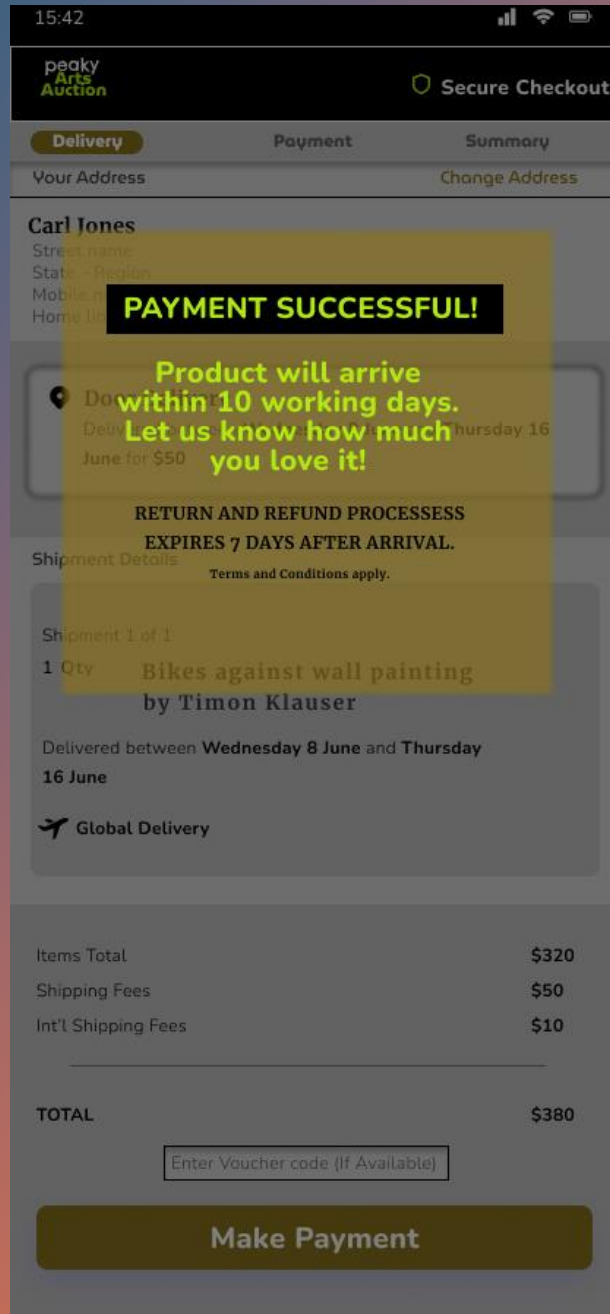 15:42
peaky
Arts
Auction
Secure Checkout
Delivery
Payment
Summary
Your Address
Change Address
Carl Jones
Street name
State - Region
Mobile
Home
PAYMENT SUCCESSFUL!
Product will arrive
within 10 working days.
Let us know how much
you love it!
Door Delivery
Thursday 16
June for $50
RETURN AND REFUND PROCESSESS
EXPIRES 7 DAYS AFTER ARRIVAL.
Terms and Conditions apply.
Shipment Details
Shipment 1 of 1
1 Qty
Bikes against wall painting
by Timon Klauser
Delivered between Wednesday 8 June and Thursday
16 June
Global Delivery
Items Total $320
Shipping Fees $50
Int'l Shipping Fees $10
TOTAL $380
Enter Voucher code (If Available)
Make Payment